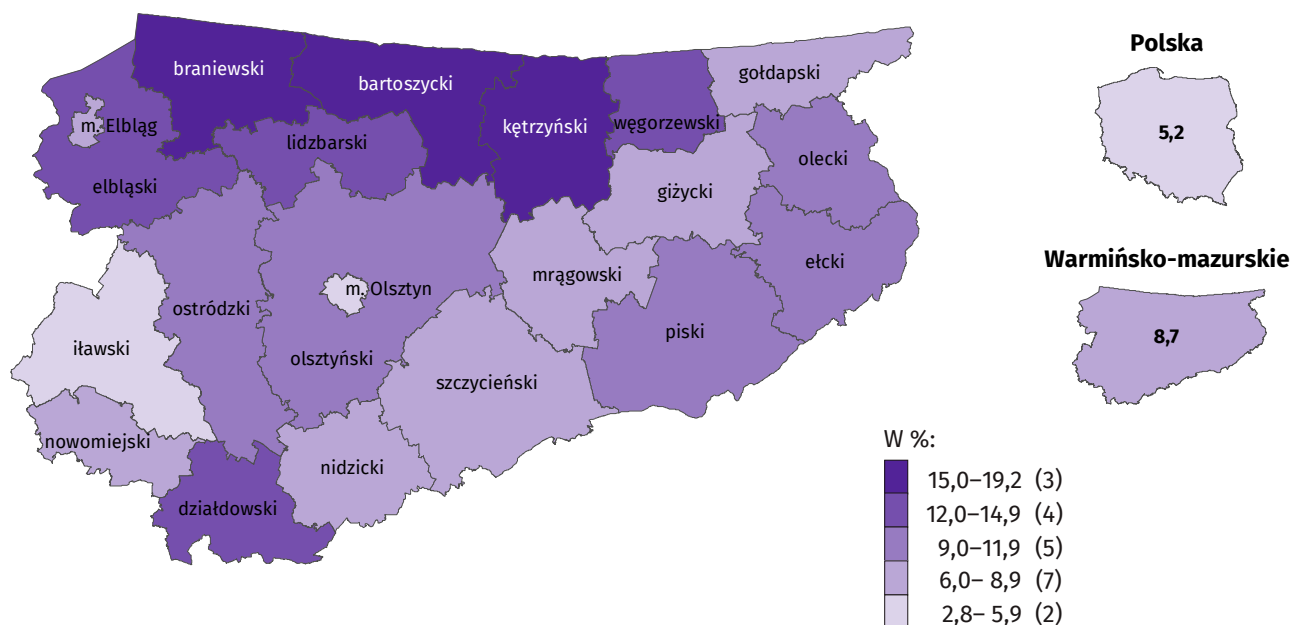 braniewski
bartoszycki
gołdapski
m. Elbląg
kętrzyński
węgorzewski
lidzbarski
olecki
elbląski
giżycki
ełcki
mrągowski
m. Olsztyn
ostródzki
piski
iławski
olsztyński
szczycieński
nowomiejski
nidzicki
działdowski
Polska
5,2
Warmińsko-mazurskie
8,7
W %:
15,0–19,2 (3)
12,0–14,9 (4)
9,0–11,9 (5)
6,0– 8,9 (7)
2,8– 5,9 (2)